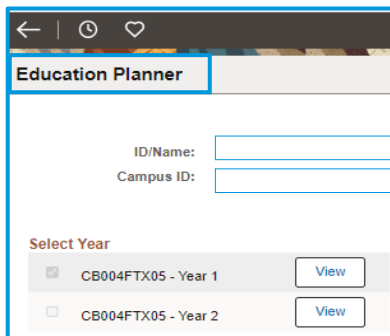 Education Planner
ID/Name:
Campus ID:
Select Year
CB004FTX05 - Year 1 View
CB004FTX05 - Year 2 View